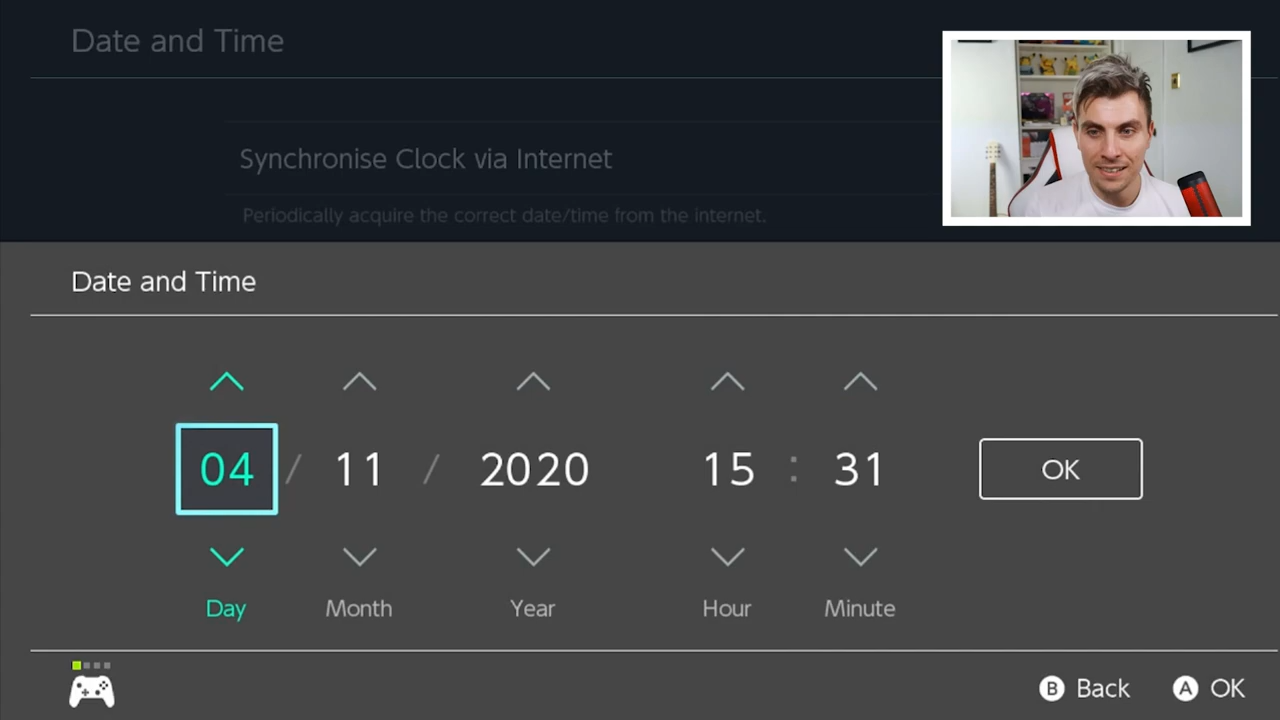 Date and Time
Synchronise Clock via Internet
Periodically acquire the correct date/time from the internet.
Date and Time
04 / 11 / 2020 15 : 31 OK
Day Month Year Hour Minute
B Back A OK